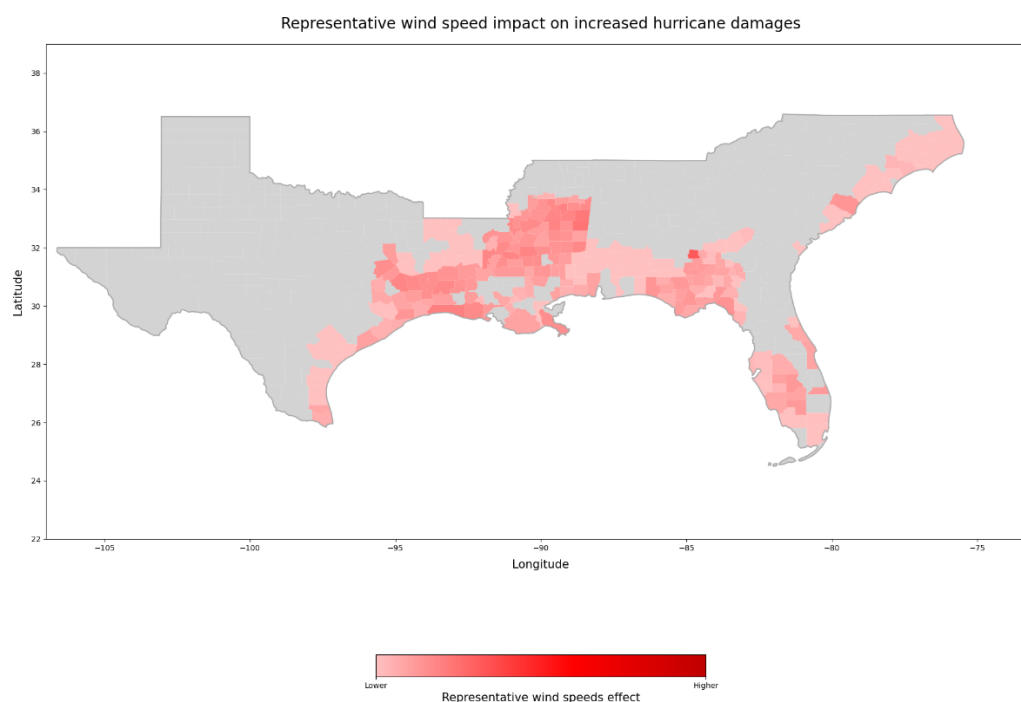 Representative wind speed impact on increased hurricane damages
38
36
34
32
30
28
26
24
22
Latitude
−105
−100
−95
−90
−85
−80
−75
Longitude
Lower
Higher
Representative wind speeds effect